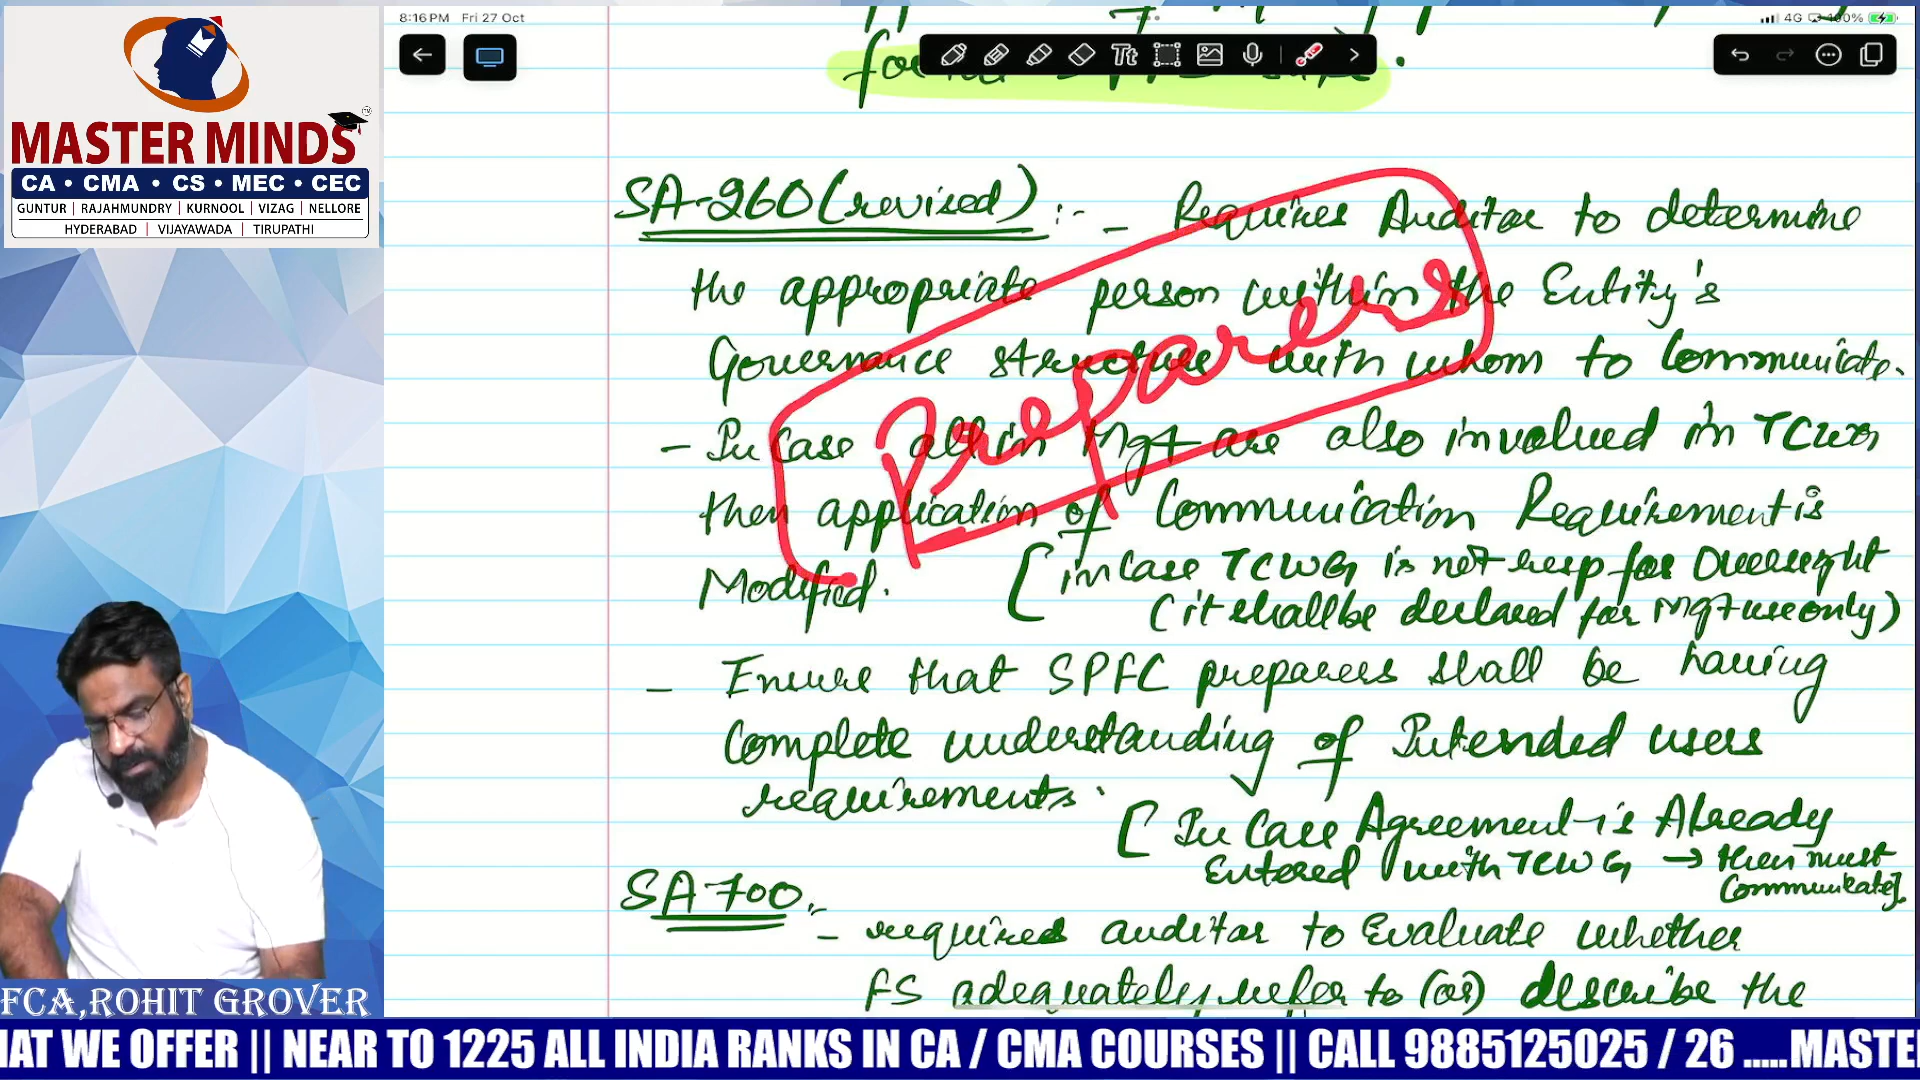 8:16 PM Fri 27 Oct
4G 100%
Tt
MASTER MINDS
CA • CMA • CS • MEC • CEC
GUNTUR | RAJAHMUNDRY | KURNOOL | VIZAG | NELLORE
HYDERABAD | VIJAYAWADA | TIRUPATHI
SA-260 (revised) :- - Requires Auditor to determine
the appropriate person within the Entity's
Governance structure with whom to Communicate.
Preparers
- In Case all in Mgt are also involved in TCWG
then application of Communication Requirement is
Modified. [in case TCWG is not resp for Oversight
(it shall be declared for Mgt use only)
- Ensure that SPFC preparers shall be having
Complete understanding of Intended users
requirements.
[In Case Agreement is Already
Entered with TCWG → then must
Communicate].
SA-700 :-
- required auditor to Evaluate whether
FS adequately refer to (or) describe the
FCA,ROHIT GROVER
HAT WE OFFER || NEAR TO 1225 ALL INDIA RANKS IN CA / CMA COURSES || CALL 9885125025 / 26 .....MASTE